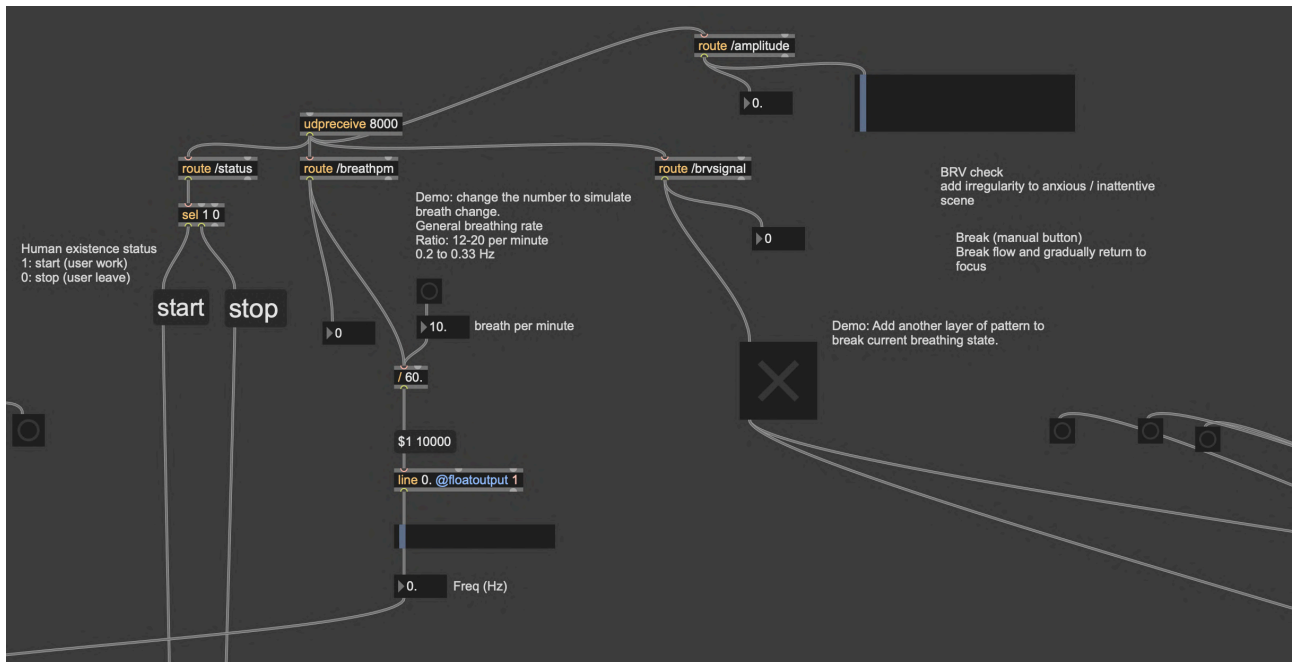 route /amplitude
0.
udpreceive 8000
route /status
route /breathpm
route /brvsignal
BRV check
add irregularity to anxious / inattentive
scene
Demo: change the number to simulate
breath change.
General breathing rate
Ratio: 12-20 per minute
0.2 to 0.33 Hz
sel 1 0
Human existence status
1: start (user work)
0: stop (user leave)
0
Break (manual button)
Break flow and gradually return to
focus
start
stop
0
10.
breath per minute
Demo: Add another layer of pattern to
break current breathing state.
/ 60.
$1 10000
line 0. @floatoutput 1
0.
Freq (Hz)